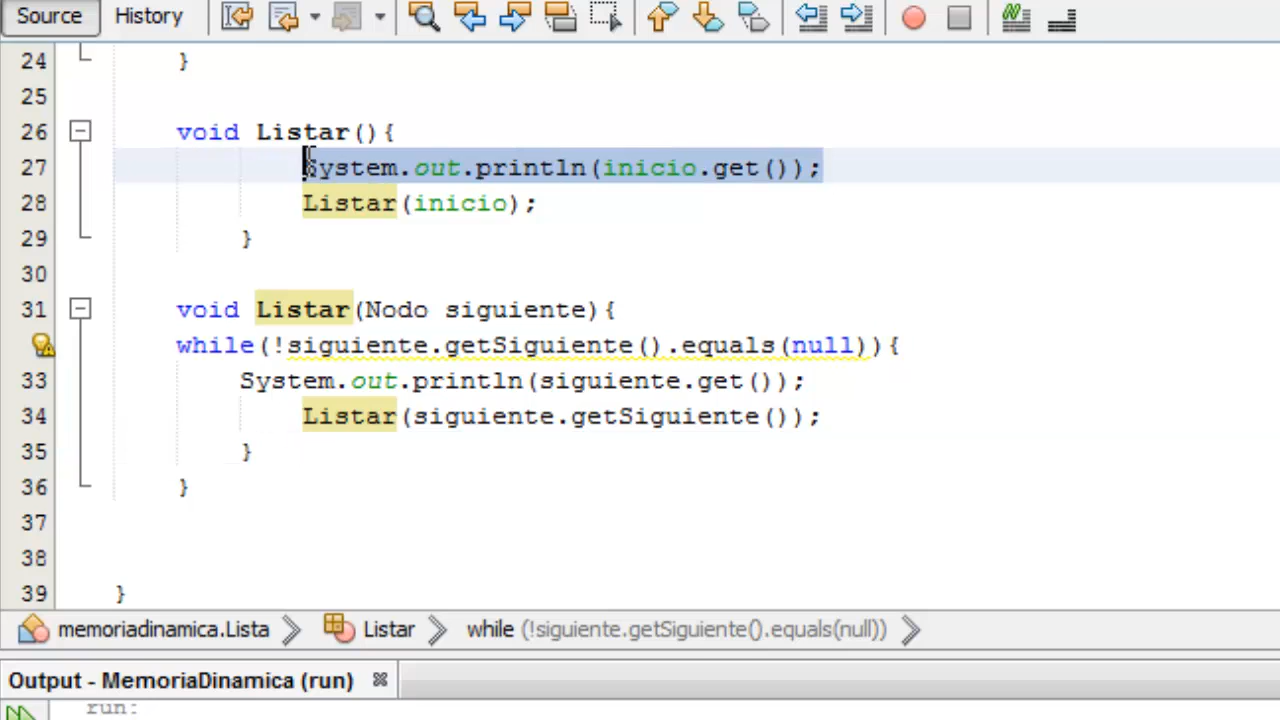 Source History
24 }
25
26 void Listar(){
27 System.out.println(inicio.get());
28 Listar(inicio);
29 }
30
31 void Listar(Nodo siguiente){
while(!siguiente.getSiguiente().equals(null)){
33 System.out.println(siguiente.get());
34 Listar(siguiente.getSiguiente());
35 }
36 }
37
38
39 }
memoriadinamica.Lista Listar while (!siguiente.getSiguiente().equals(null))
Output - MemoriaDinamica (run)
run: